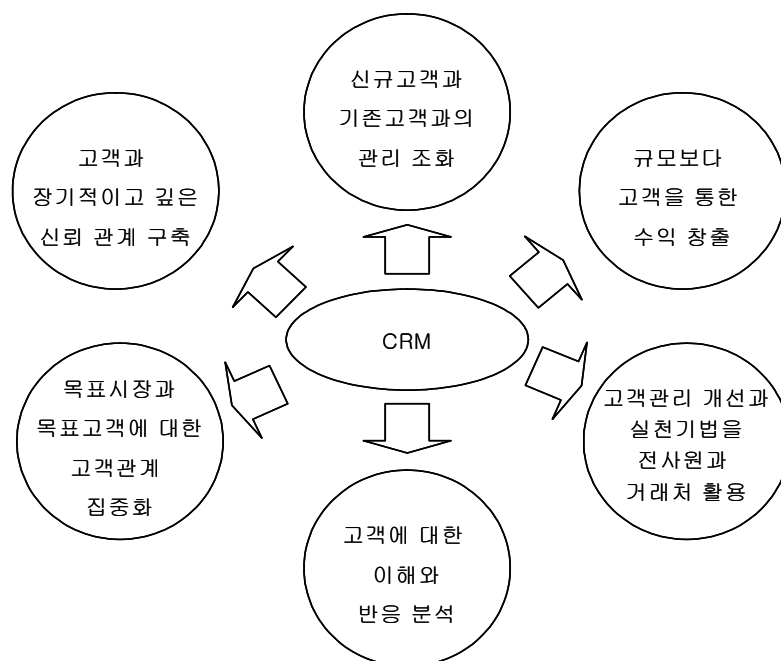 신규고객과
기존고객과의
관리 조화
고객과
장기적이고 깊은
신뢰 관계 구축
규모보다
고객을 통한
수익 창출
CRM
목표시장과
목표고객에 대한
고객관계
집중화
고객관리 개선과
실천기법을
전사원과
거래처 활용
고객에 대한
이해와
반응 분석